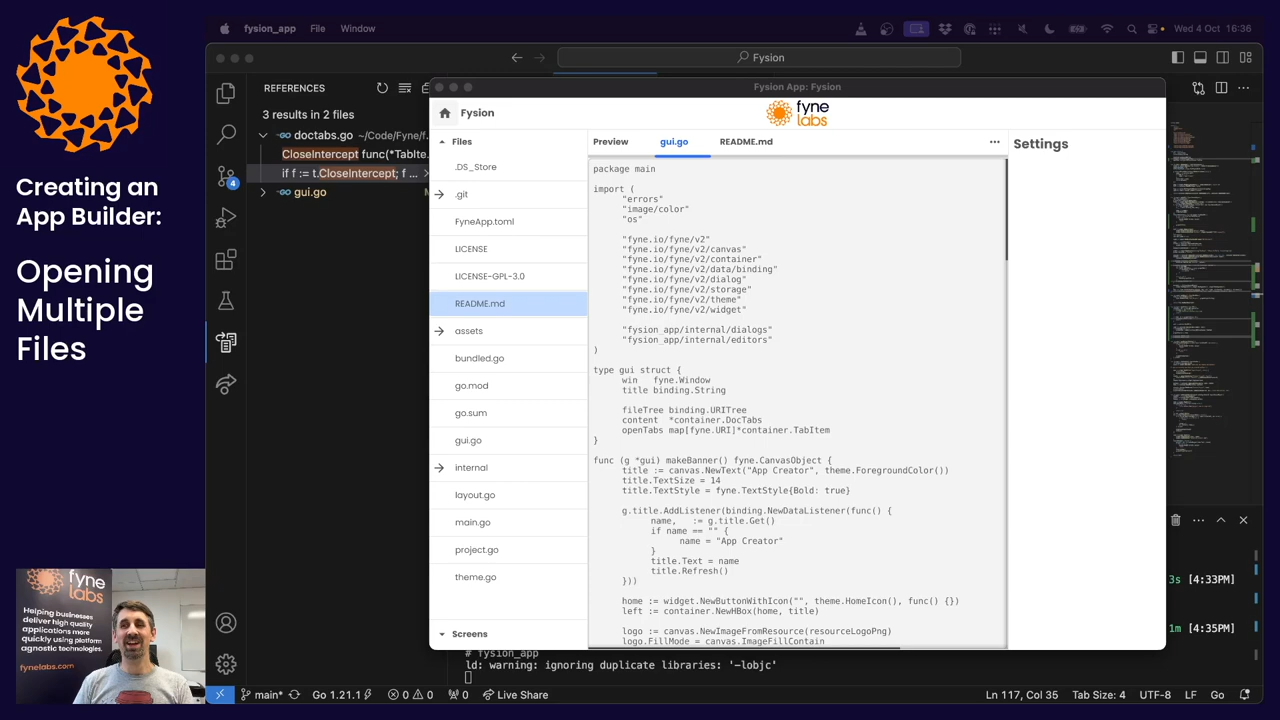 Creating an
App Builder:
Opening
Multiple
Files
fyne
labs
Helping businesses
deliver high quality
applications more
quickly using platform
agnostic technologies.
fynelabs.com
fysion_app File Window
Wed 4 Oct 16:36
Fysion
REFERENCES
3 results in 2 files
doctabs.go ~/Code/Fyne/f...
CloseIntercept func(*TabIte...
if f := t.CloseIntercept; f ...
gui.go
4
Fysion App: Fysion
Fysion
fyne
labs
Files
.DS_Store
.git
FyneApp.toml
LICENSE
LICENSE-GPL-3.0
README.md
assets
bundled.go
go.mod
go.sum
gui.go
internal
layout.go
main.go
project.go
theme.go
Screens
Preview gui.go README.md ...
Settings
package main
import (
"errors"
"image/color"
"os"
"fyne.io/fyne/v2"
"fyne.io/fyne/v2/canvas"
"fyne.io/fyne/v2/container"
"fyne.io/fyne/v2/data/binding"
"fyne.io/fyne/v2/dialog"
"fyne.io/fyne/v2/storage"
"fyne.io/fyne/v2/theme"
"fyne.io/fyne/v2/widget"
"fysion_app/internal/dialogs"
"fysion_app/internal/editors"
)
type gui struct {
win fyne.Window
title binding.String
fileTree binding.URITree
content *container.DocTabs
openTabs map[fyne.URI]*container.TabItem
}
func (g *gui) makeBanner() fyne.CanvasObject {
title := canvas.NewText("App Creator", theme.ForegroundColor())
title.TextSize = 14
title.TextStyle = fyne.TextStyle{Bold: true}
g.title.AddListener(binding.NewDataListener(func() {
name, _ := g.title.Get()
if name == "" {
name = "App Creator"
}
title.Text = name
title.Refresh()
}))
home := widget.NewButtonWithIcon("", theme.HomeIcon(), func() {})
left := container.NewHBox(home, title)
logo := canvas.NewImageFromResource(resourceLogoPng)
logo.FillMode = canvas.ImageFillContain
3s [4:33PM]
1m [4:35PM]
# fysion_app
ld: warning: ignoring duplicate libraries: '-lobjc'
main* Go 1.21.1 0 0 0 Live Share
Ln 117, Col 35 Tab Size: 4 UTF-8 LF Go